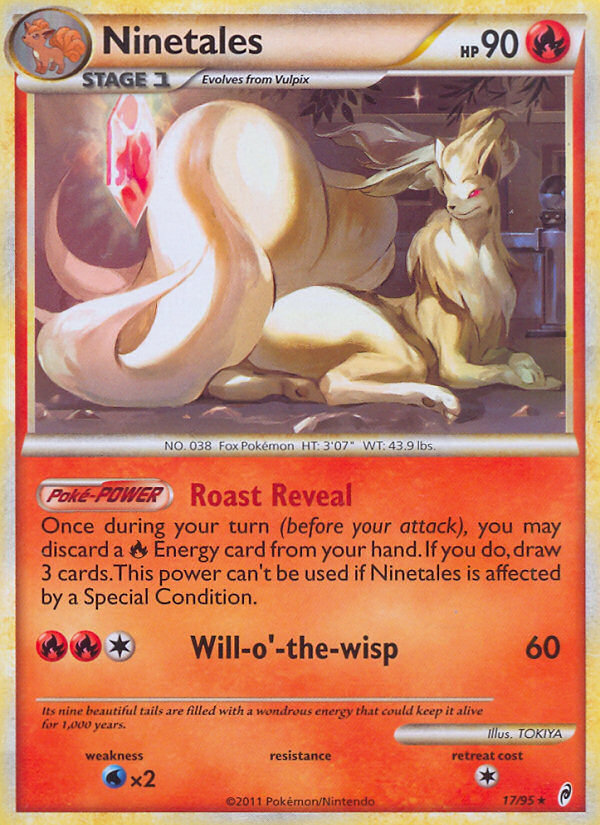 Ninetales
HP 90
STAGE 1
Evolves from Vulpix
NO. 038 Fox Pokémon HT: 3'07" WT: 43.9 lbs.
Poké-POWER Roast Reveal
Once during your turn (before your attack), you may
discard a Energy card from your hand. If you do, draw
3 cards. This power can't be used if Ninetales is affected
by a Special Condition.
Will-o'-the-wisp 60
Its nine beautiful tails are filled with a wondrous energy that could keep it alive
for 1,000 years.
Illus. TOKIYA
weakness resistance retreat cost
×2
©2011 Pokémon/Nintendo 17/95 ★